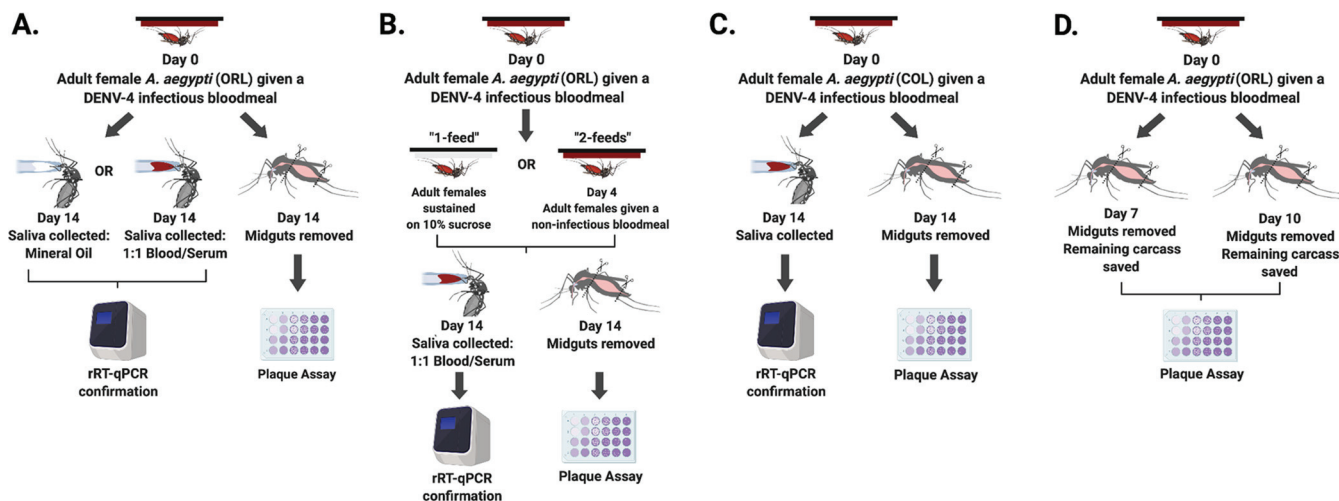 A.
Day 0
Adult female A. aegypti (ORL) given a
DENV-4 infectious bloodmeal
OR
Day 14
Saliva collected:
Mineral Oil
Day 14
Saliva collected:
1:1 Blood/Serum
Day 14
Midguts removed
rRT-qPCR
confirmation
Plaque Assay
B.
Day 0
Adult female A. aegypti (ORL) given a
DENV-4 infectious bloodmeal
"1-feed"
OR
"2-feeds"
Adult females
sustained
on 10% sucrose
Day 4
Adult females given a
non-infectious bloodmeal
Day 14
Saliva collected:
1:1 Blood/Serum
Day 14
Midguts removed
rRT-qPCR
confirmation
Plaque Assay
C.
Day 0
Adult female A. aegypti (COL) given a
DENV-4 infectious bloodmeal
Day 14
Saliva collected
Day 14
Midguts removed
rRT-qPCR
confirmation
Plaque Assay
D.
Day 0
Adult female A. aegypti (ORL) given a
DENV-4 infectious bloodmeal
Day 7
Midguts removed
Remaining carcass
saved
Day 10
Midguts removed
Remaining carcass
saved
Plaque Assay